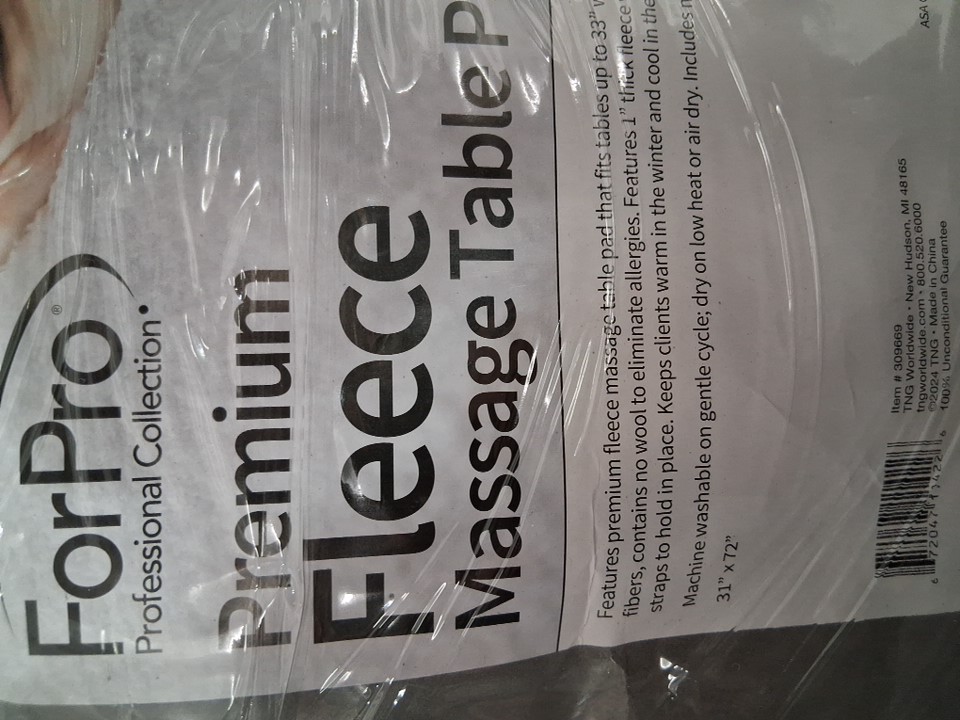 ForPro®
Professional Collection•
Premium
Fleece
Massage Table P
Features premium fleece massage table pad that fits tables up to 33"
fibers, contains no wool to eliminate allergies. Features 1" thick fleece
straps to hold in place. Keeps clients warm in the winter and cool in the
Machine washable on gentle cycle; dry on low heat or air dry. Includes
31" x 72"
Item # 309669
TNG Worldwide • New Hudson, MI 48165
tngworldwide.com • 800.520.6000
©2024 TNG • Made in China
100% Unconditional Guarantee
ASA